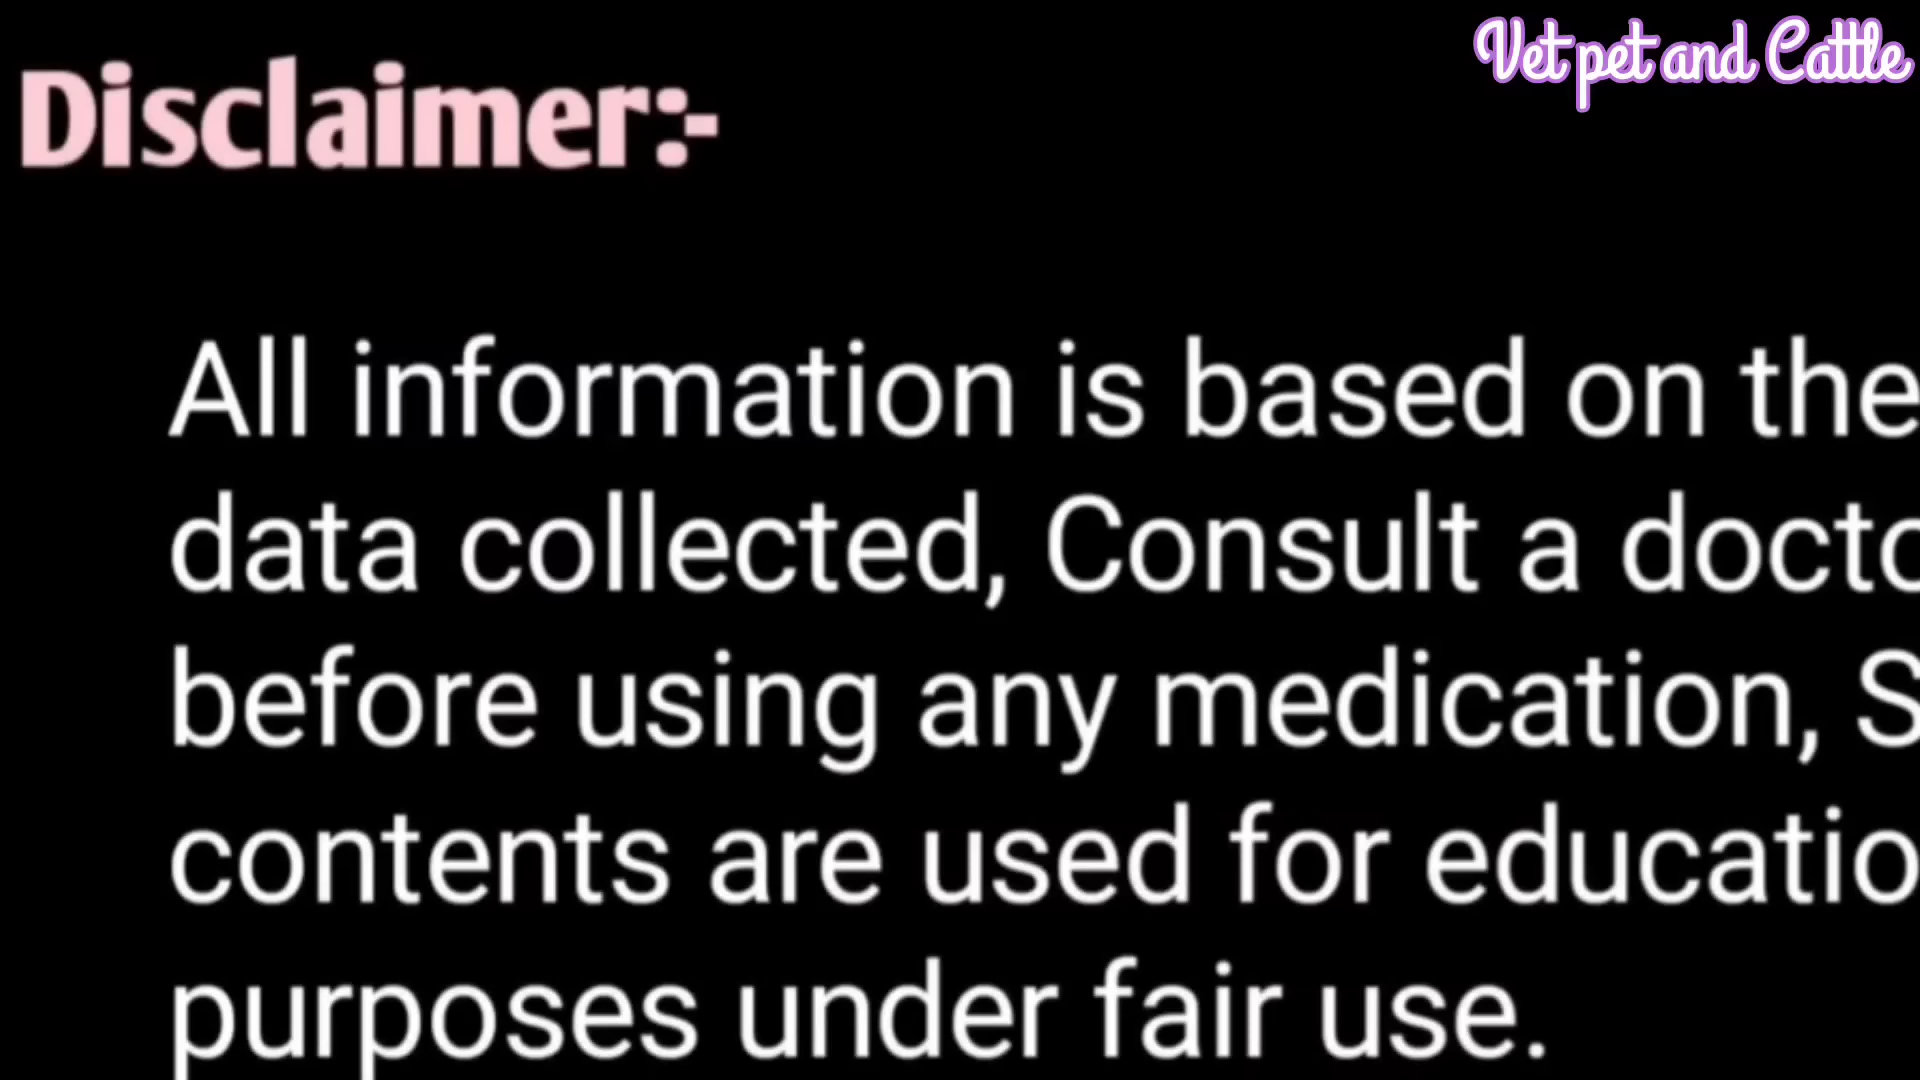 Vet pet and Cattle
Disclaimer:-
All information is based on the
data collected, Consult a docto
before using any medication, S
contents are used for educatio
purposes under fair use.